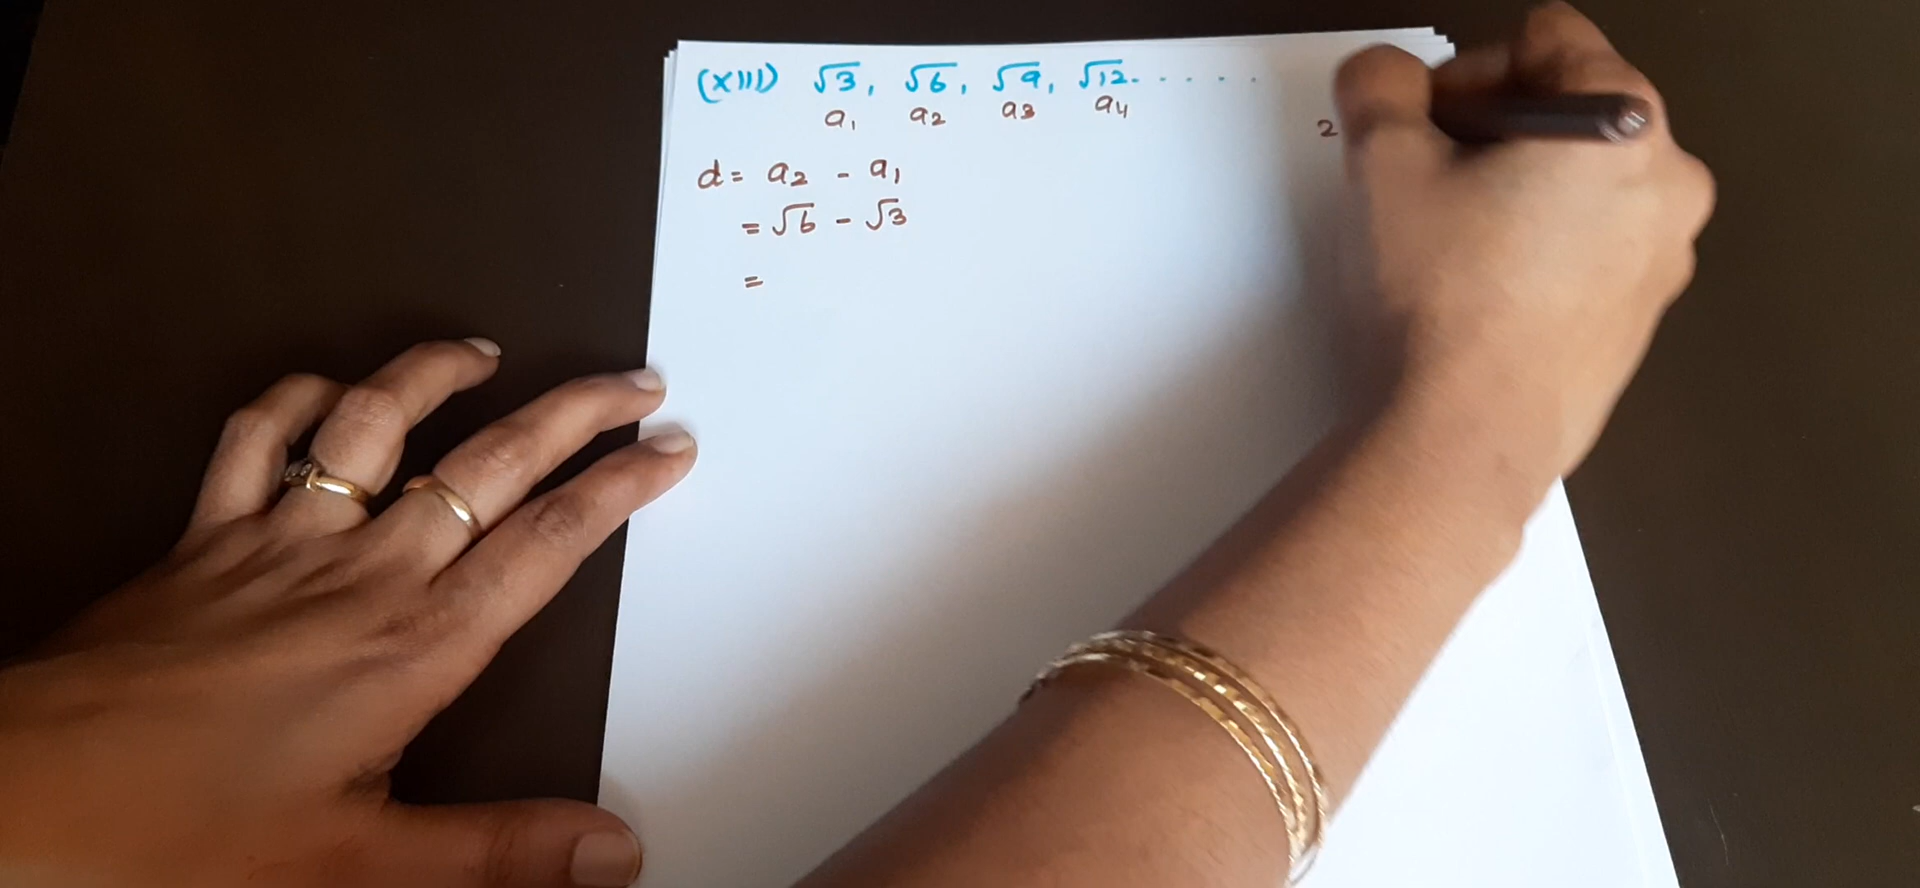 (XIII) √3, √6, √9, √12.....
a1 a2 a3 a4
2
d = a2 - a1
= √6 - √3
=